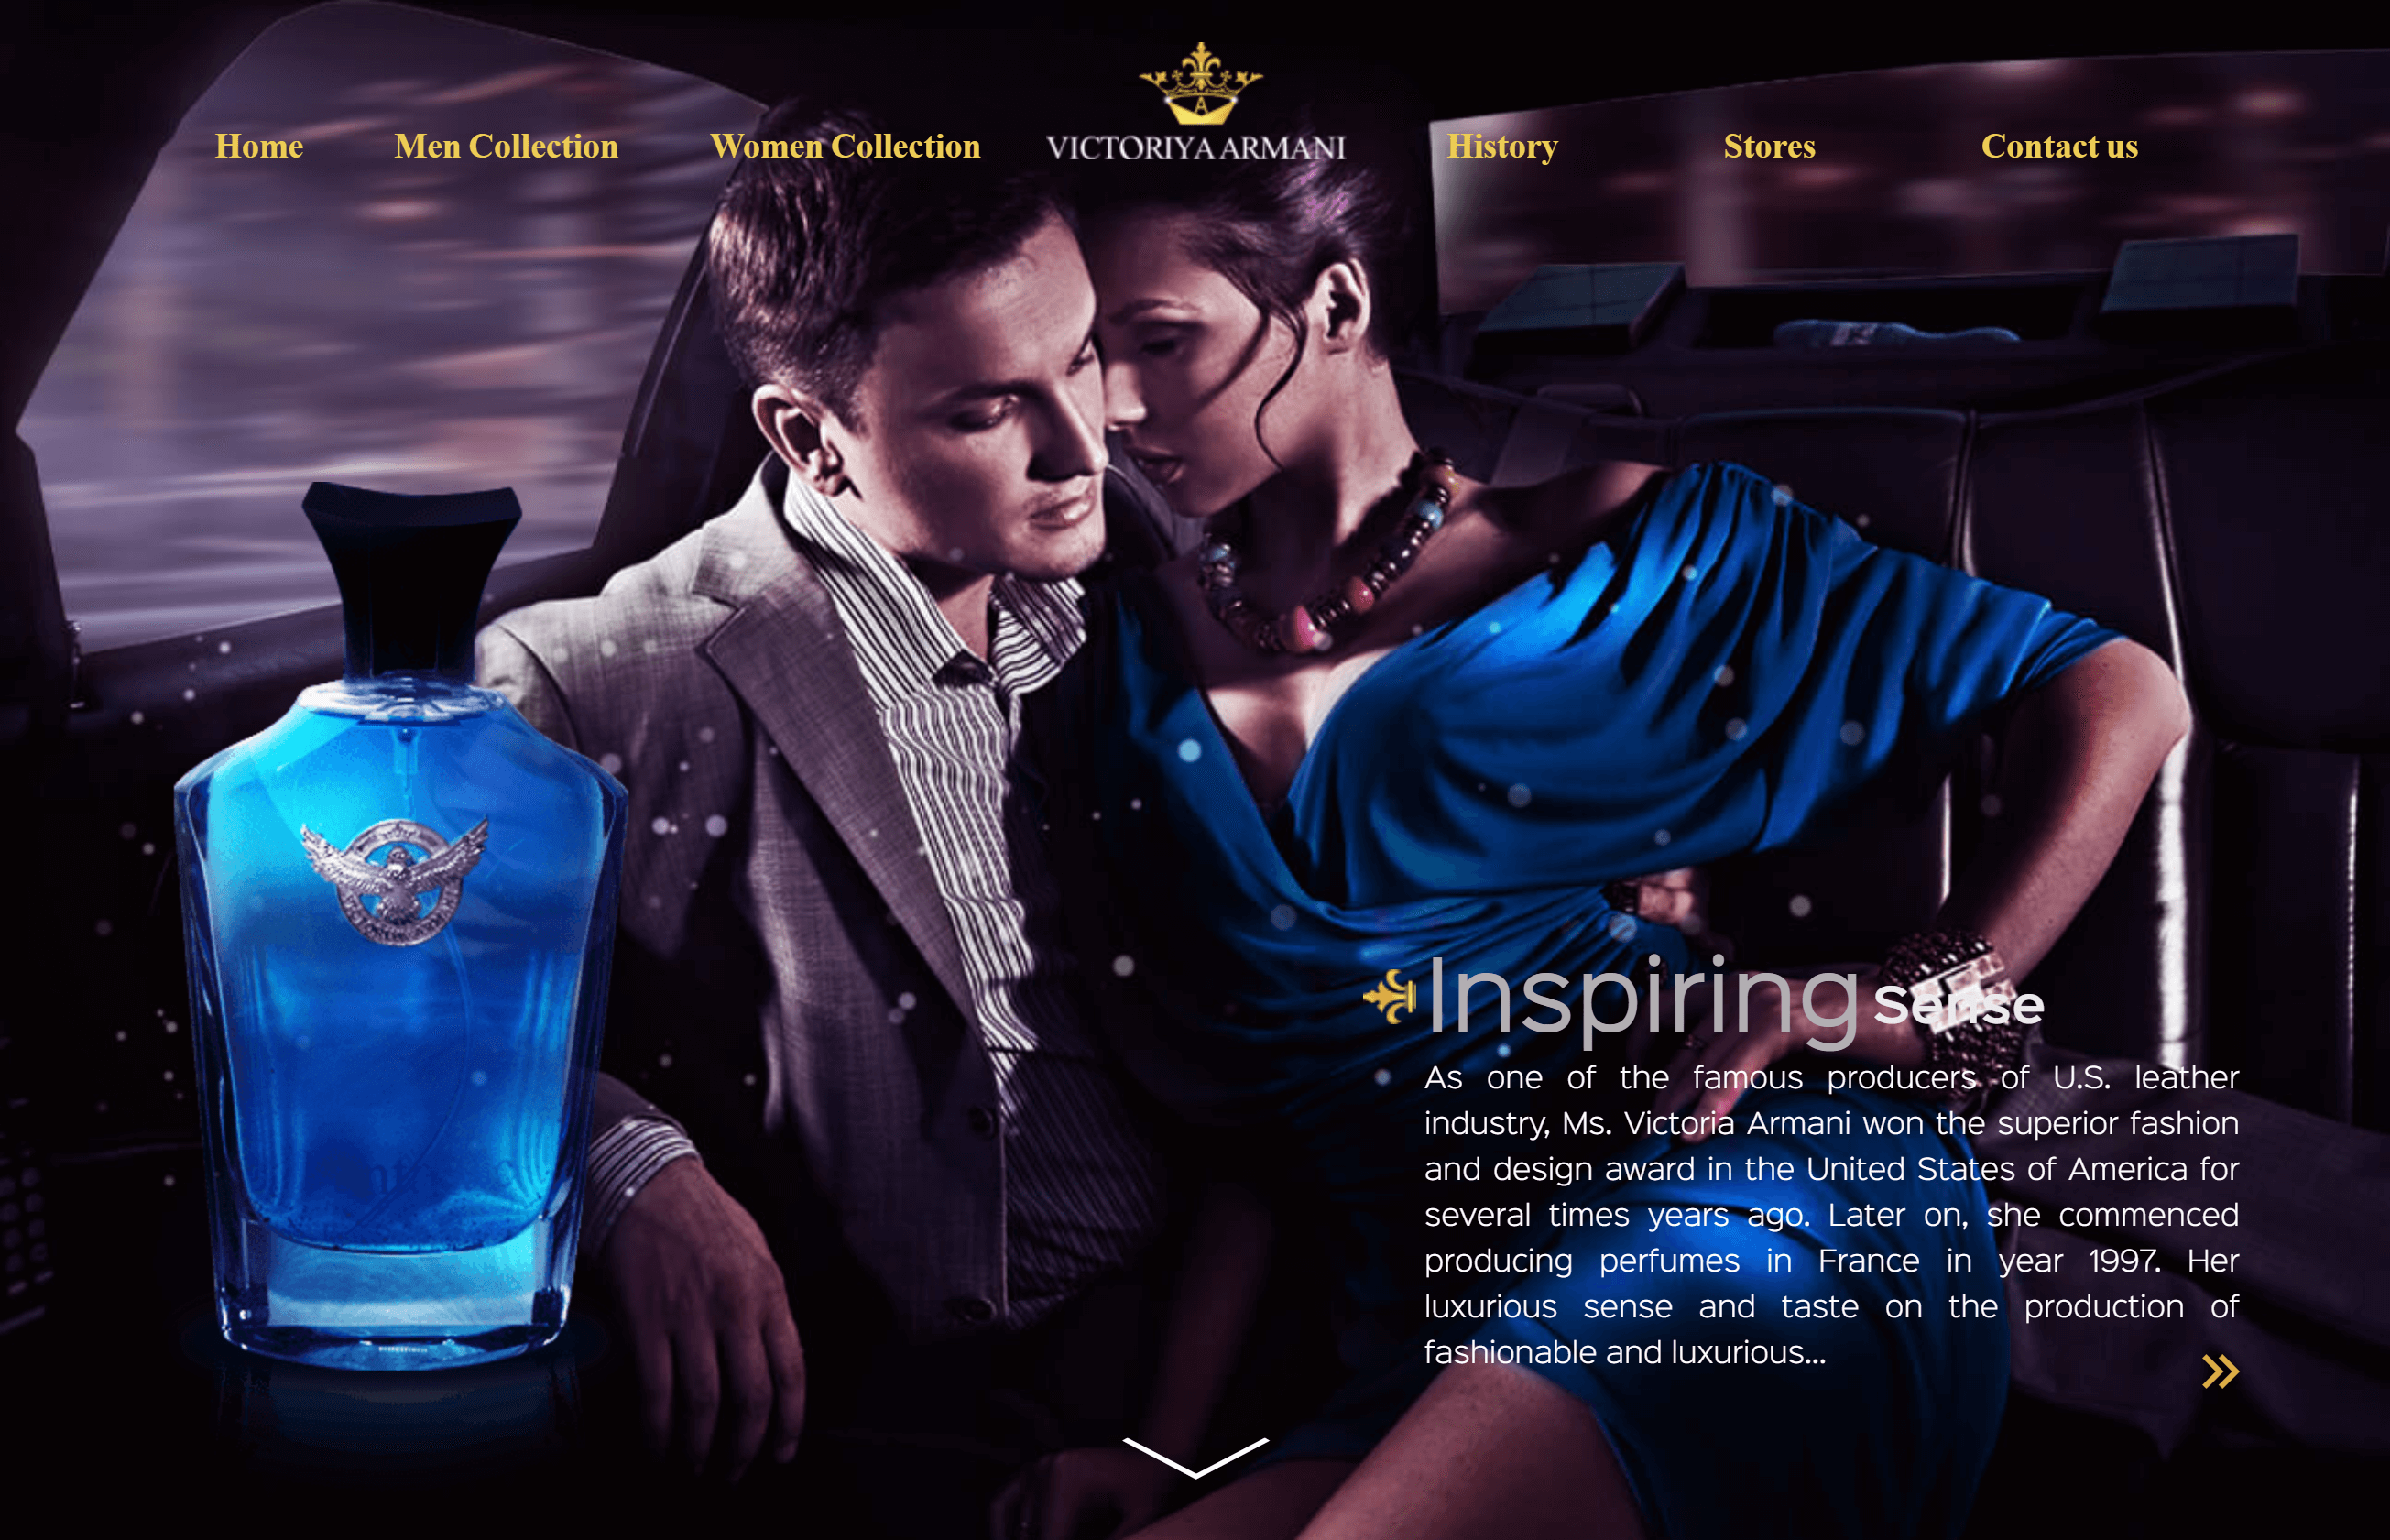 Home
Men Collection
Women Collection
A
VICTORIYA ARMANI
History
Stores
Contact us
Inspiring Sense
As one of the famous producers of U.S. leather
industry, Ms. Victoria Armani won the superior fashion
and design award in the United States of America for
several times years ago. Later on, she commenced
producing perfumes in France in year 1997. Her
luxurious sense and taste on the production of
fashionable and luxurious...